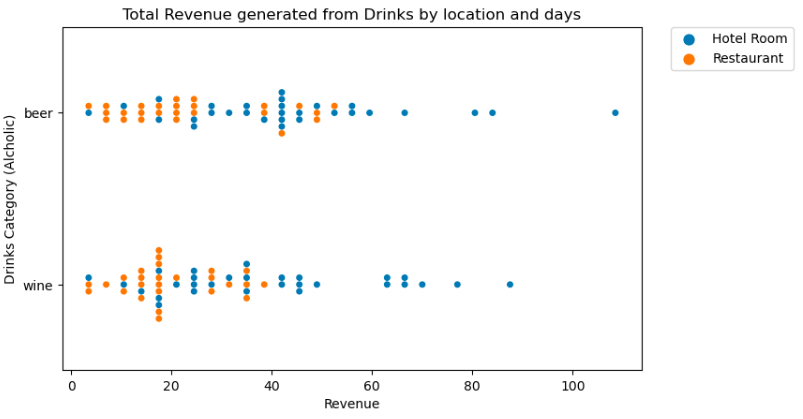 Total Revenue generated from Drinks by location and days
Hotel Room
Restaurant
Drinks Category (Alcholic)
beer
wine
0 20 40 60 80 100
Revenue